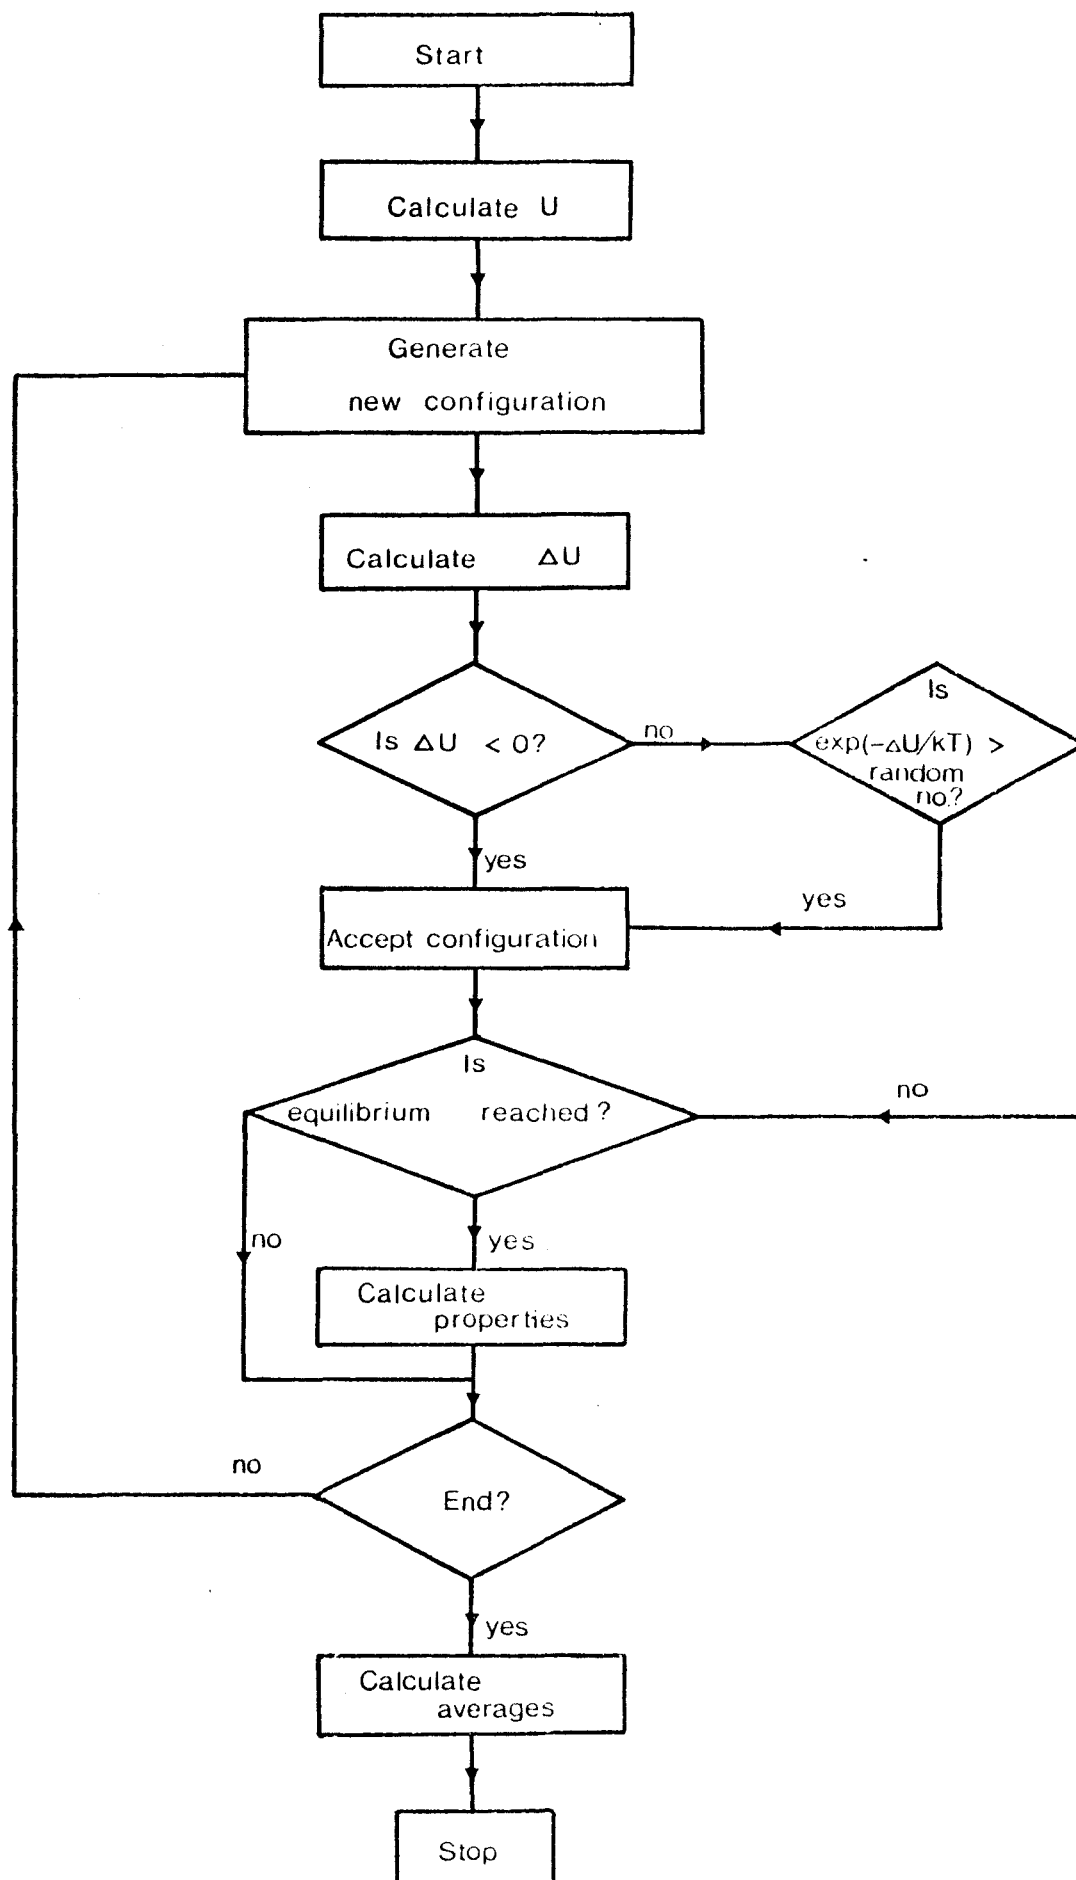 Start
Calculate U
Generate
new configuration
Calculate ΔU
Is ΔU < 0?
no
Is
exp(-ΔU/kT) >
random
no.?
yes
yes
Accept configuration
Is
equilibrium reached?
no
no
yes
Calculate
properties
no
End?
yes
Calculate
averages
Stop